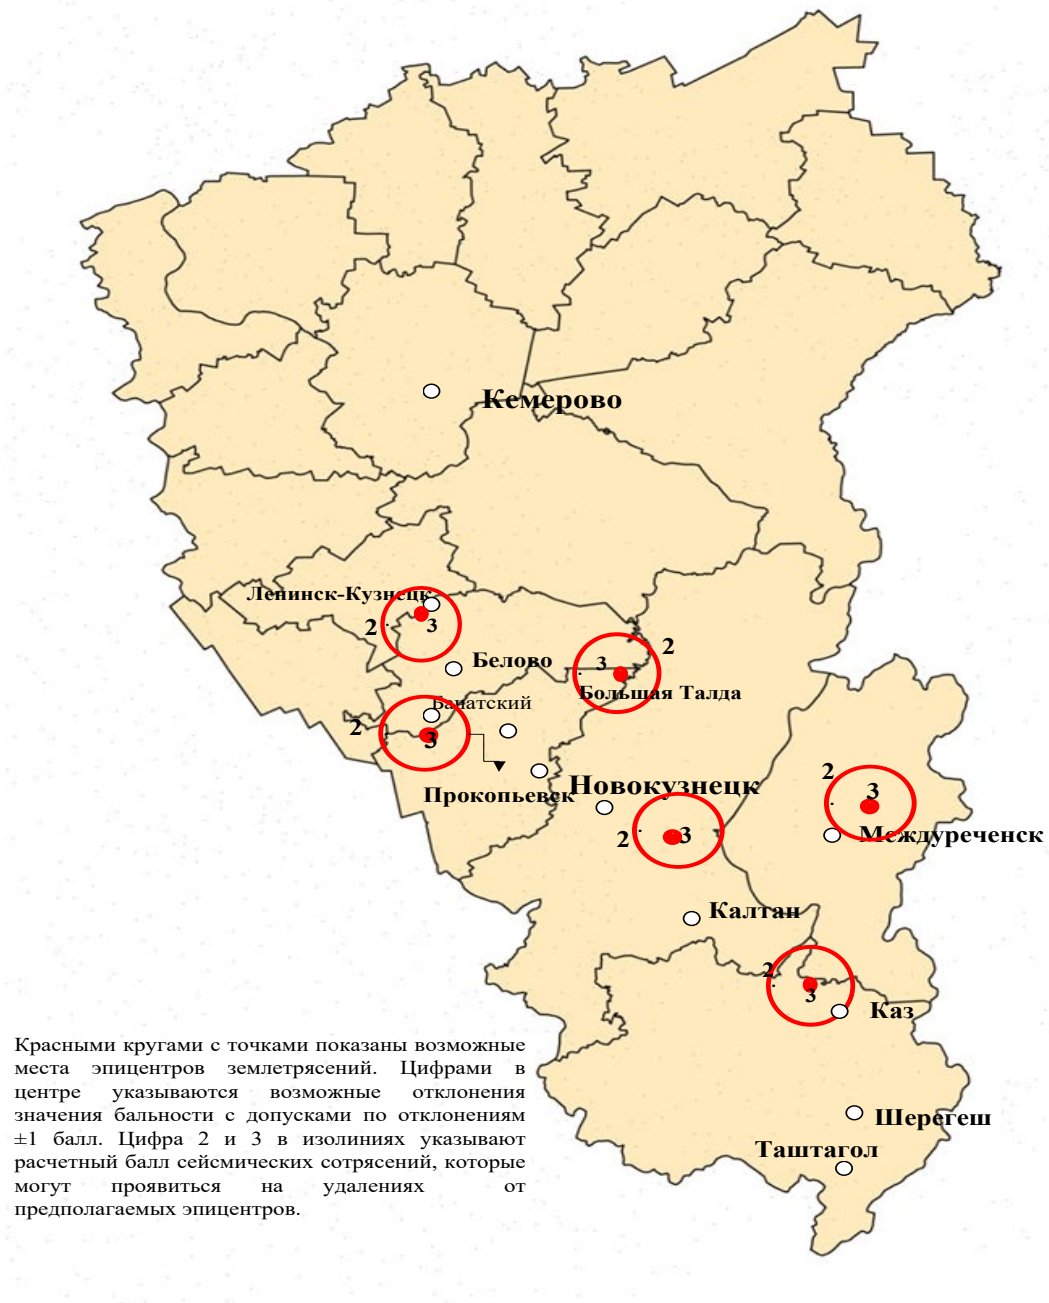 Кемерово
Ленинск-Кузнецк
2
3
2
Белово
3
Большая Талда
Бачатский
2
3
Новокузнецк
2
3
Прокопьевск
2
3
Междуреченск
Калтан
2
3
Каз
Красными кругами с точками показаны возможные
места эпицентров землетрясений. Цифрами в
центре указываются возможные отклонения
значения бальности с допусками по отклонениям
±1 балл. Цифра 2 и 3 в изолиниях указывают
расчетный балл сейсмических сотрясений, которые
могут проявиться на удалениях от
предполагаемых эпицентров.
Шерегеш
Таштагол